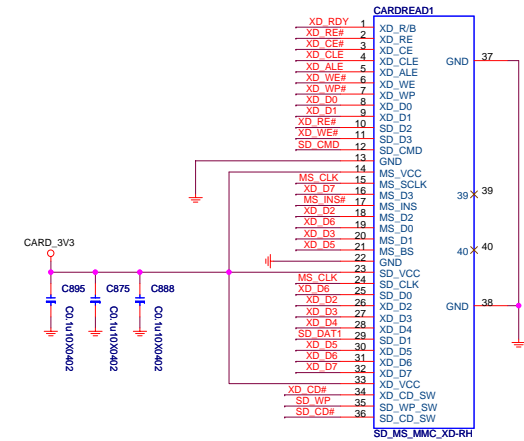 CARDREAD1
XD_RDY 1 XD_R/B
XD_RE# 2 XD_RE
XD_CE# 3 XD_CE
XD_CLE 4 XD_CLE GND 37
XD_ALE 5 XD_ALE
XD_WE# 6 XD_WE
XD_WP# 7 XD_WP
XD_D0 8 XD_D0
XD_D1 9 XD_D1
XD_RE# 10 SD_D2
XD_WE# 11 SD_D3
SD_CMD 12 SD_CMD
13 GND
14 MS_VCC
MS_CLK 15 MS_SCLK
XD_D7 16 MS_D3 39 39
MS_INS# 17 MS_INS
XD_D2 18 MS_D2
XD_D6 19 MS_D0
XD_D3 20 MS_D1
XD_D5 21 MS_BS 40 40
22 GND
CARD_3V3
23 SD_VCC
MS_CLK 24 SD_CLK
XD_D6 25 SD_D0
XD_D2 26 XD_D2 GND 38
XD_D3 27 XD_D3
XD_D4 28 XD_D4
SD_DAT1 29 SD_D1
XD_D5 30 XD_D5
XD_D6 31 XD_D6
XD_D7 32 XD_D7
33 XD_VCC
XD_CD# 34 XD_CD_SW
SD_WP 35 SD_WP_SW
SD_CD# 36 SD_CD_SW
SD_MS_MMC_XD-RH
C895 C875 C888
C0.1u10X0402
C0.1u10X0402
C0.1u10X0402